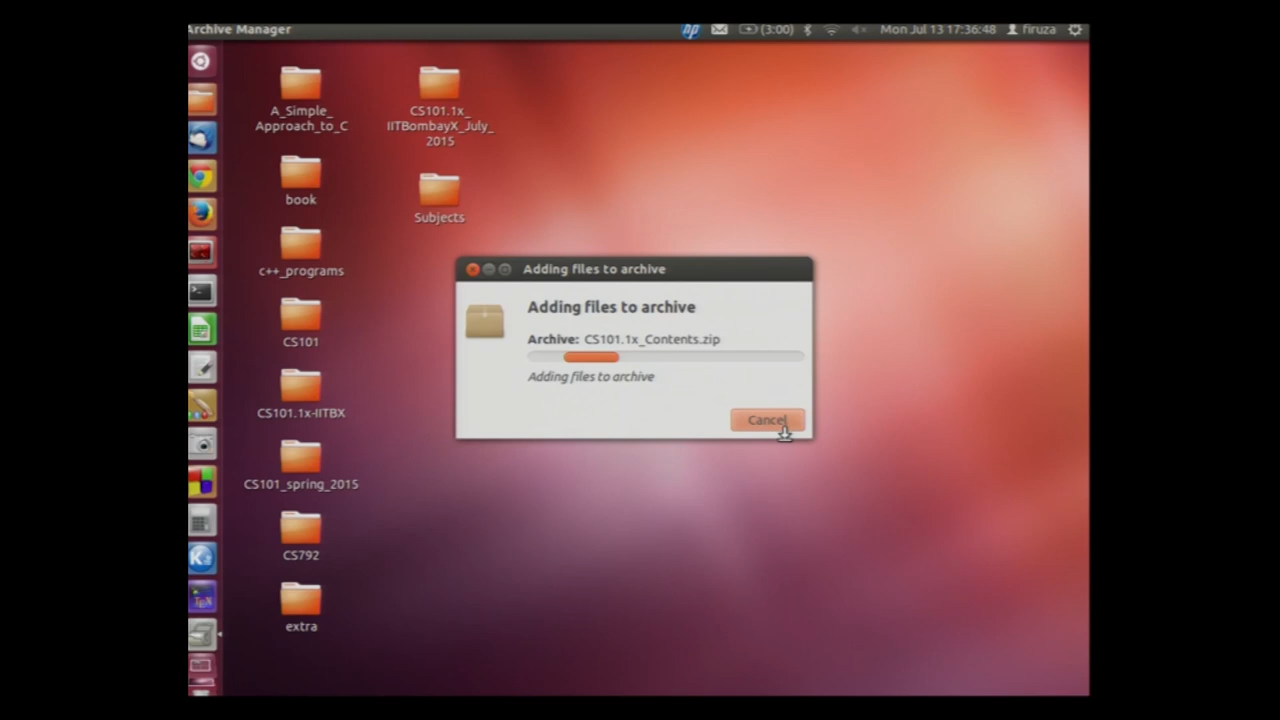 Archive Manager
hp
(3:00)
Mon Jul 13 17:36:48
firuza
A_Simple_
Approach_to_C
CS101.1x_
IITBombayX_July_
2015
book
Subjects
c++_programs
Adding files to archive
Adding files to archive
Archive: CS101.1x_Contents.zip
Adding files to archive
Cancel
CS101
CS101.1x-IITBX
CS101_spring_2015
CS792
extra